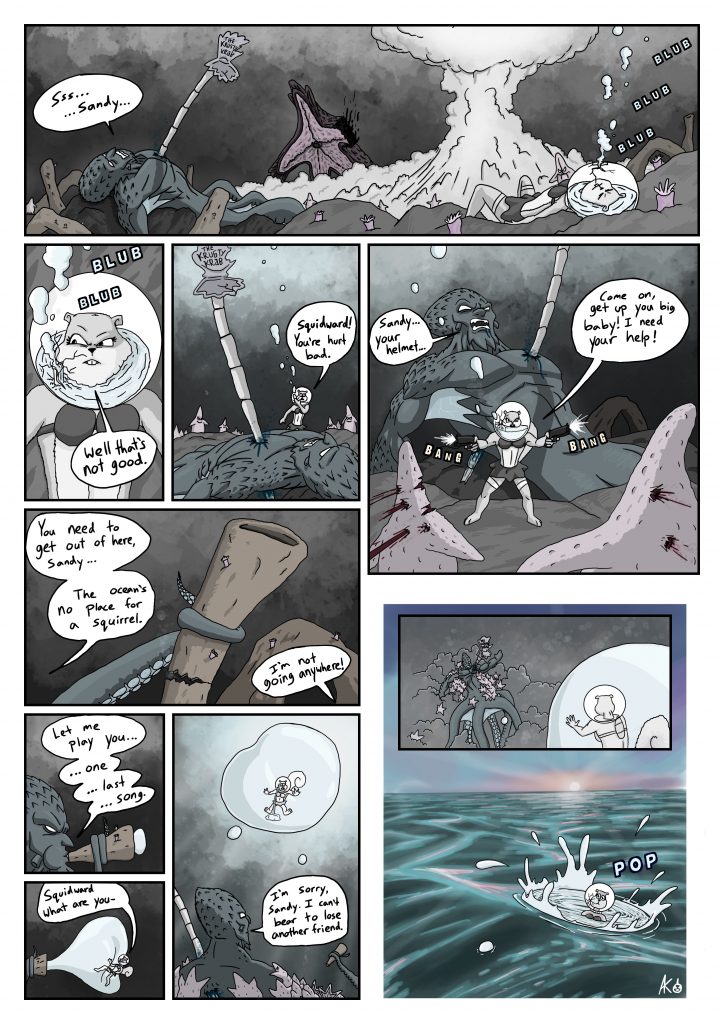 THE
KRUSTY
KRAB
Sss...
...Sandy...
BLUB
BLUB
BLUB
BLUB
BLUB
Well that's
not good.
THE
KRUSTY
KRAB
Squidward!
You're hurt
bad.
Sandy...
your
helmet...
Come on,
get up you big
baby! I need
your help!
BANG
BANG
You need to
get out of here,
Sandy...
The ocean's
no place for
a squirrel.
I'm not
going anywhere!
Let me
play you...
...one
...last
...song.
Squidward
what are you-
I'm sorry,
Sandy. I can't
bear to lose
another friend.
POP
AK